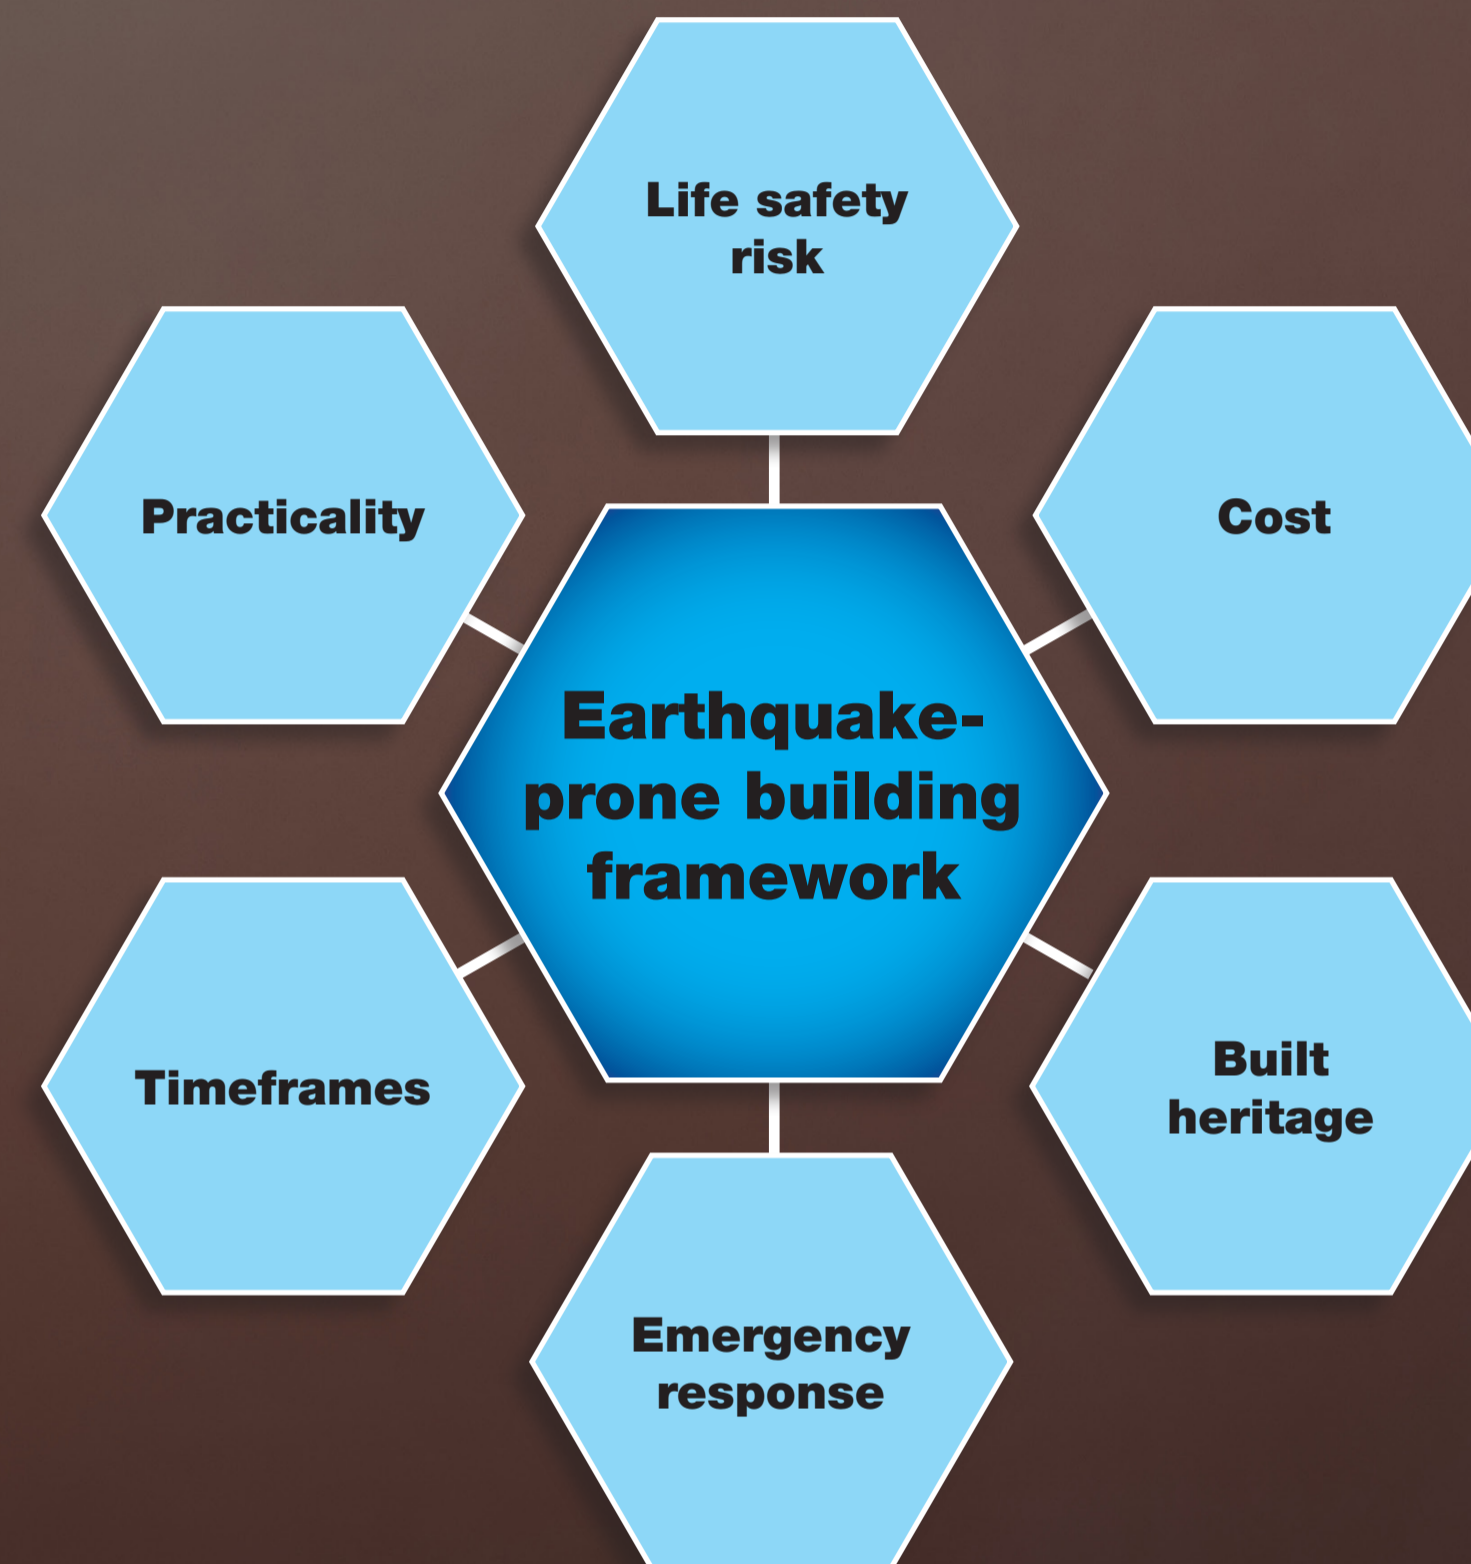 Life safety
risk
Practicality
Cost
Earthquake-
prone building
framework
Timeframes
Built
heritage
Emergency
response